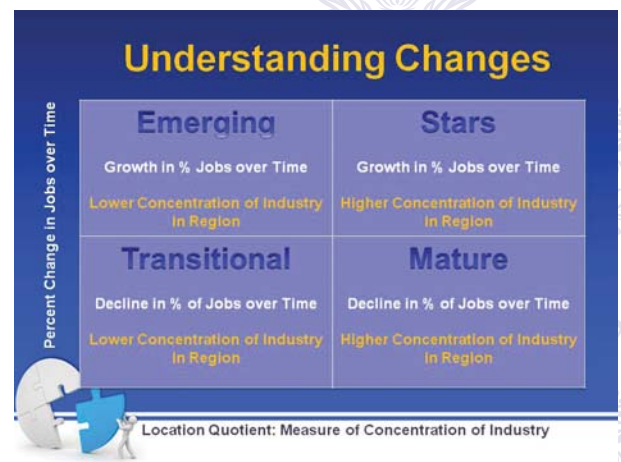 Understanding Changes
Percent Change in Jobs over Time
Emerging
Growth in % Jobs over Time
Lower Concentration of Industry
in Region
Stars
Growth in % Jobs over Time
Higher Concentration of Industry
in Region
Transitional
Decline in % of Jobs over Time
Lower Concentration of Industry
in Region
Mature
Decline in % of Jobs over Time
Higher Concentration of Industry
in Region
Location Quotient: Measure of Concentration of Industry